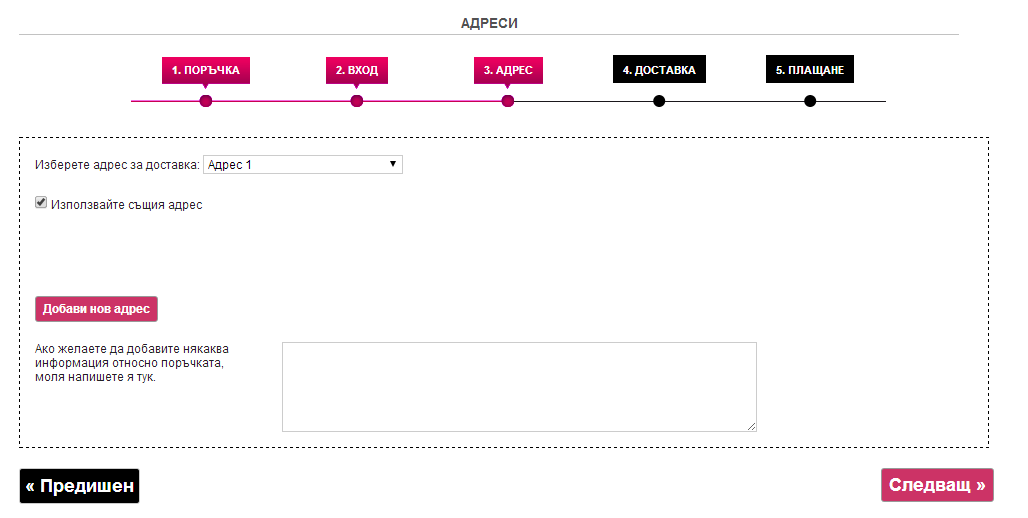 АДРЕСИ
1. ПОРЪЧКА
2. ВХОД
3. АДРЕС
4. ДОСТАВКА
5. ПЛАЩАНЕ
Изберете адрес за доставка: Адрес 1
Използвайте същия адрес
Добави нов адрес
Ако желаете да добавите някаква
информация относно поръчката,
моля напишете я тук.
« Предишен
Следващ »